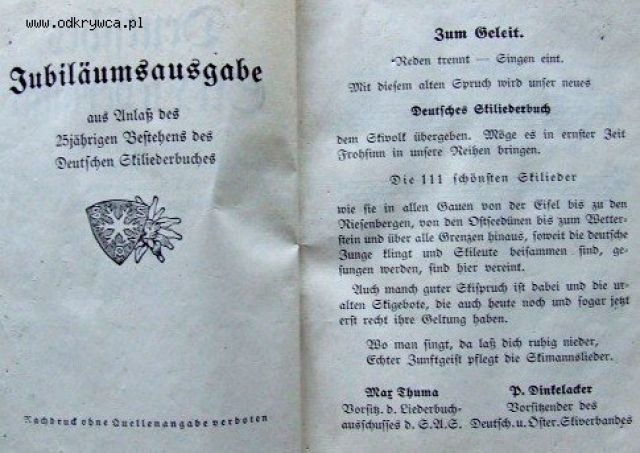 www.odkrywca.pl
Jubiläumsausgabe
aus Anlaß des
25jährigen Bestehens des
Deutschen Skiliederbuches
Nachdruck ohne Quellenangabe verboten
Zum Geleit.
Reden trennt — Singen eint.
Mit diesem alten Spruch wird unser neues
Deutsches Skiliederbuch
dem Skivolk übergeben. Möge es in ernster Zeit
Frohsinn in unsere Reihen bringen.
Die 111 schönsten Skilieder
wie sie in allen Gauen von der Eifel bis zu den
Riesenbergen, von den Ostseedünen bis zum Wetter-
stein und über alle Grenzen hinaus, soweit die deutsche
Zunge klingt und Skileute beisammen sind, ge-
sungen werden, sind hier vereint.
Auch manch guter Skispruch ist dabei und die ur-
alten Skigebote, die auch heute noch und sogar jetzt
erst recht ihre Geltung haben.
Wo man singt, da laß dich ruhig nieder,
Echter Zunftgeist pflegt die Skimannslieder.
Max Thuma
Vorsitz. d. Liederbuch-
ausschusses d. S.A.S.
P. Dinkelacker
Vorsitzender des
Deutsch. u. Öster. Skiverbandes